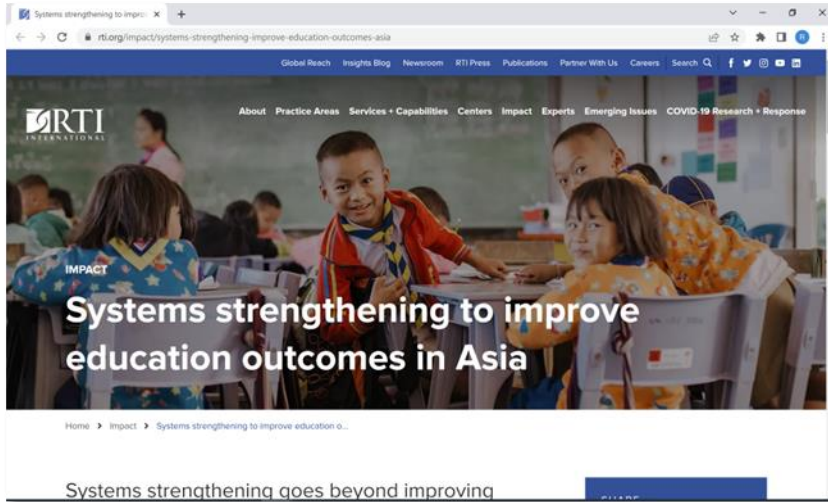 Systems strengthening to impro
rti.org/impact/systems-strengthening-improve-education-outcomes-asia
Global Reach Insights Blog Newsroom RTI Press Publications Partner With Us Careers Search
RTI
INTERNATIONAL
About Practice Areas Services + Capabilities Centers Impact Experts Emerging Issues COVID-19 Research + Response
IMPACT
Systems strengthening to improve
education outcomes in Asia
Home > Impact > Systems strengthening to improve education o...
Systems strengthening goes beyond improving
SHARE